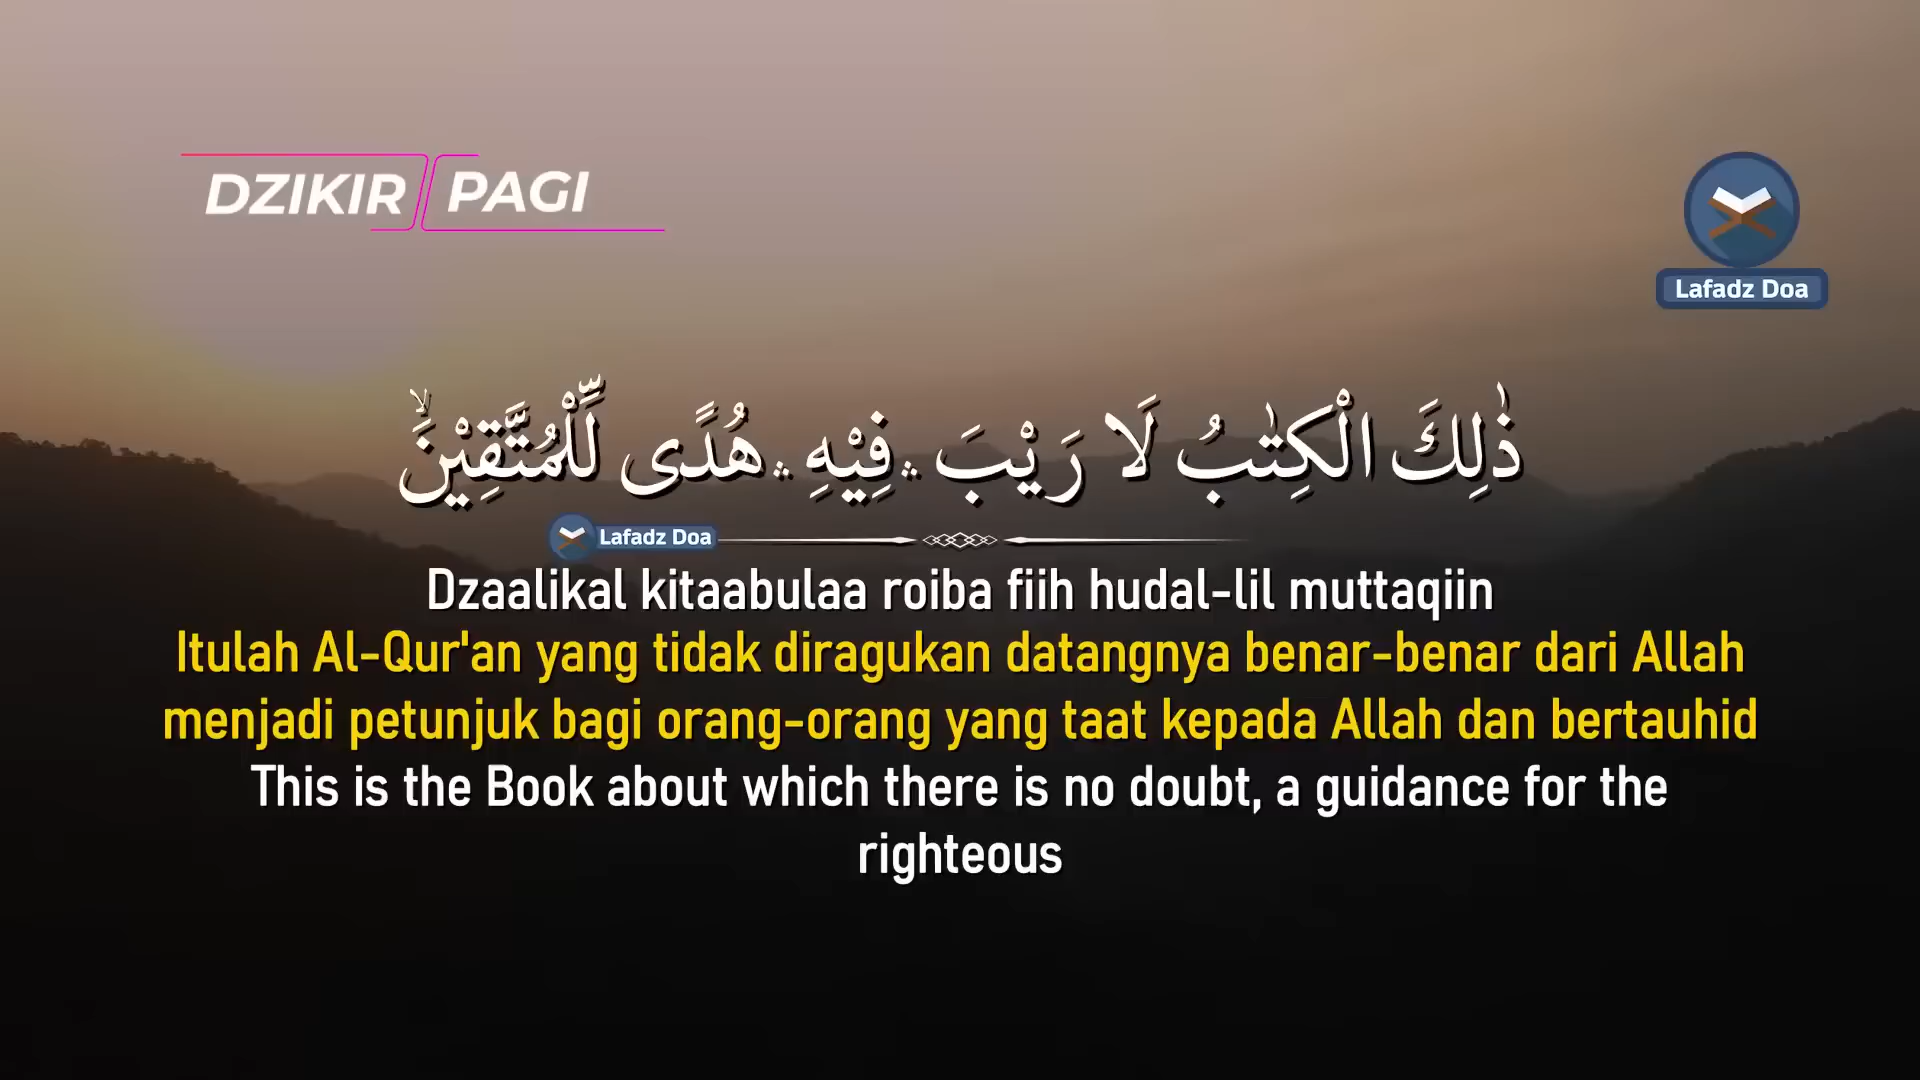 DZIKIR PAGI
Lafadz Doa
ذٰلِكَ الْكِتٰبُ لَا رَيْبَ ۛ فِيْهِ ۛ هُدًى لِّلْمُتَّقِيْنَۙ
Lafadz Doa
Dzaalikal kitaabulaa roiba fiih hudal-lil muttaqiin
Itulah Al-Qur'an yang tidak diragukan datangnya benar-benar dari Allah
menjadi petunjuk bagi orang-orang yang taat kepada Allah dan bertauhid
This is the Book about which there is no doubt, a guidance for the
righteous